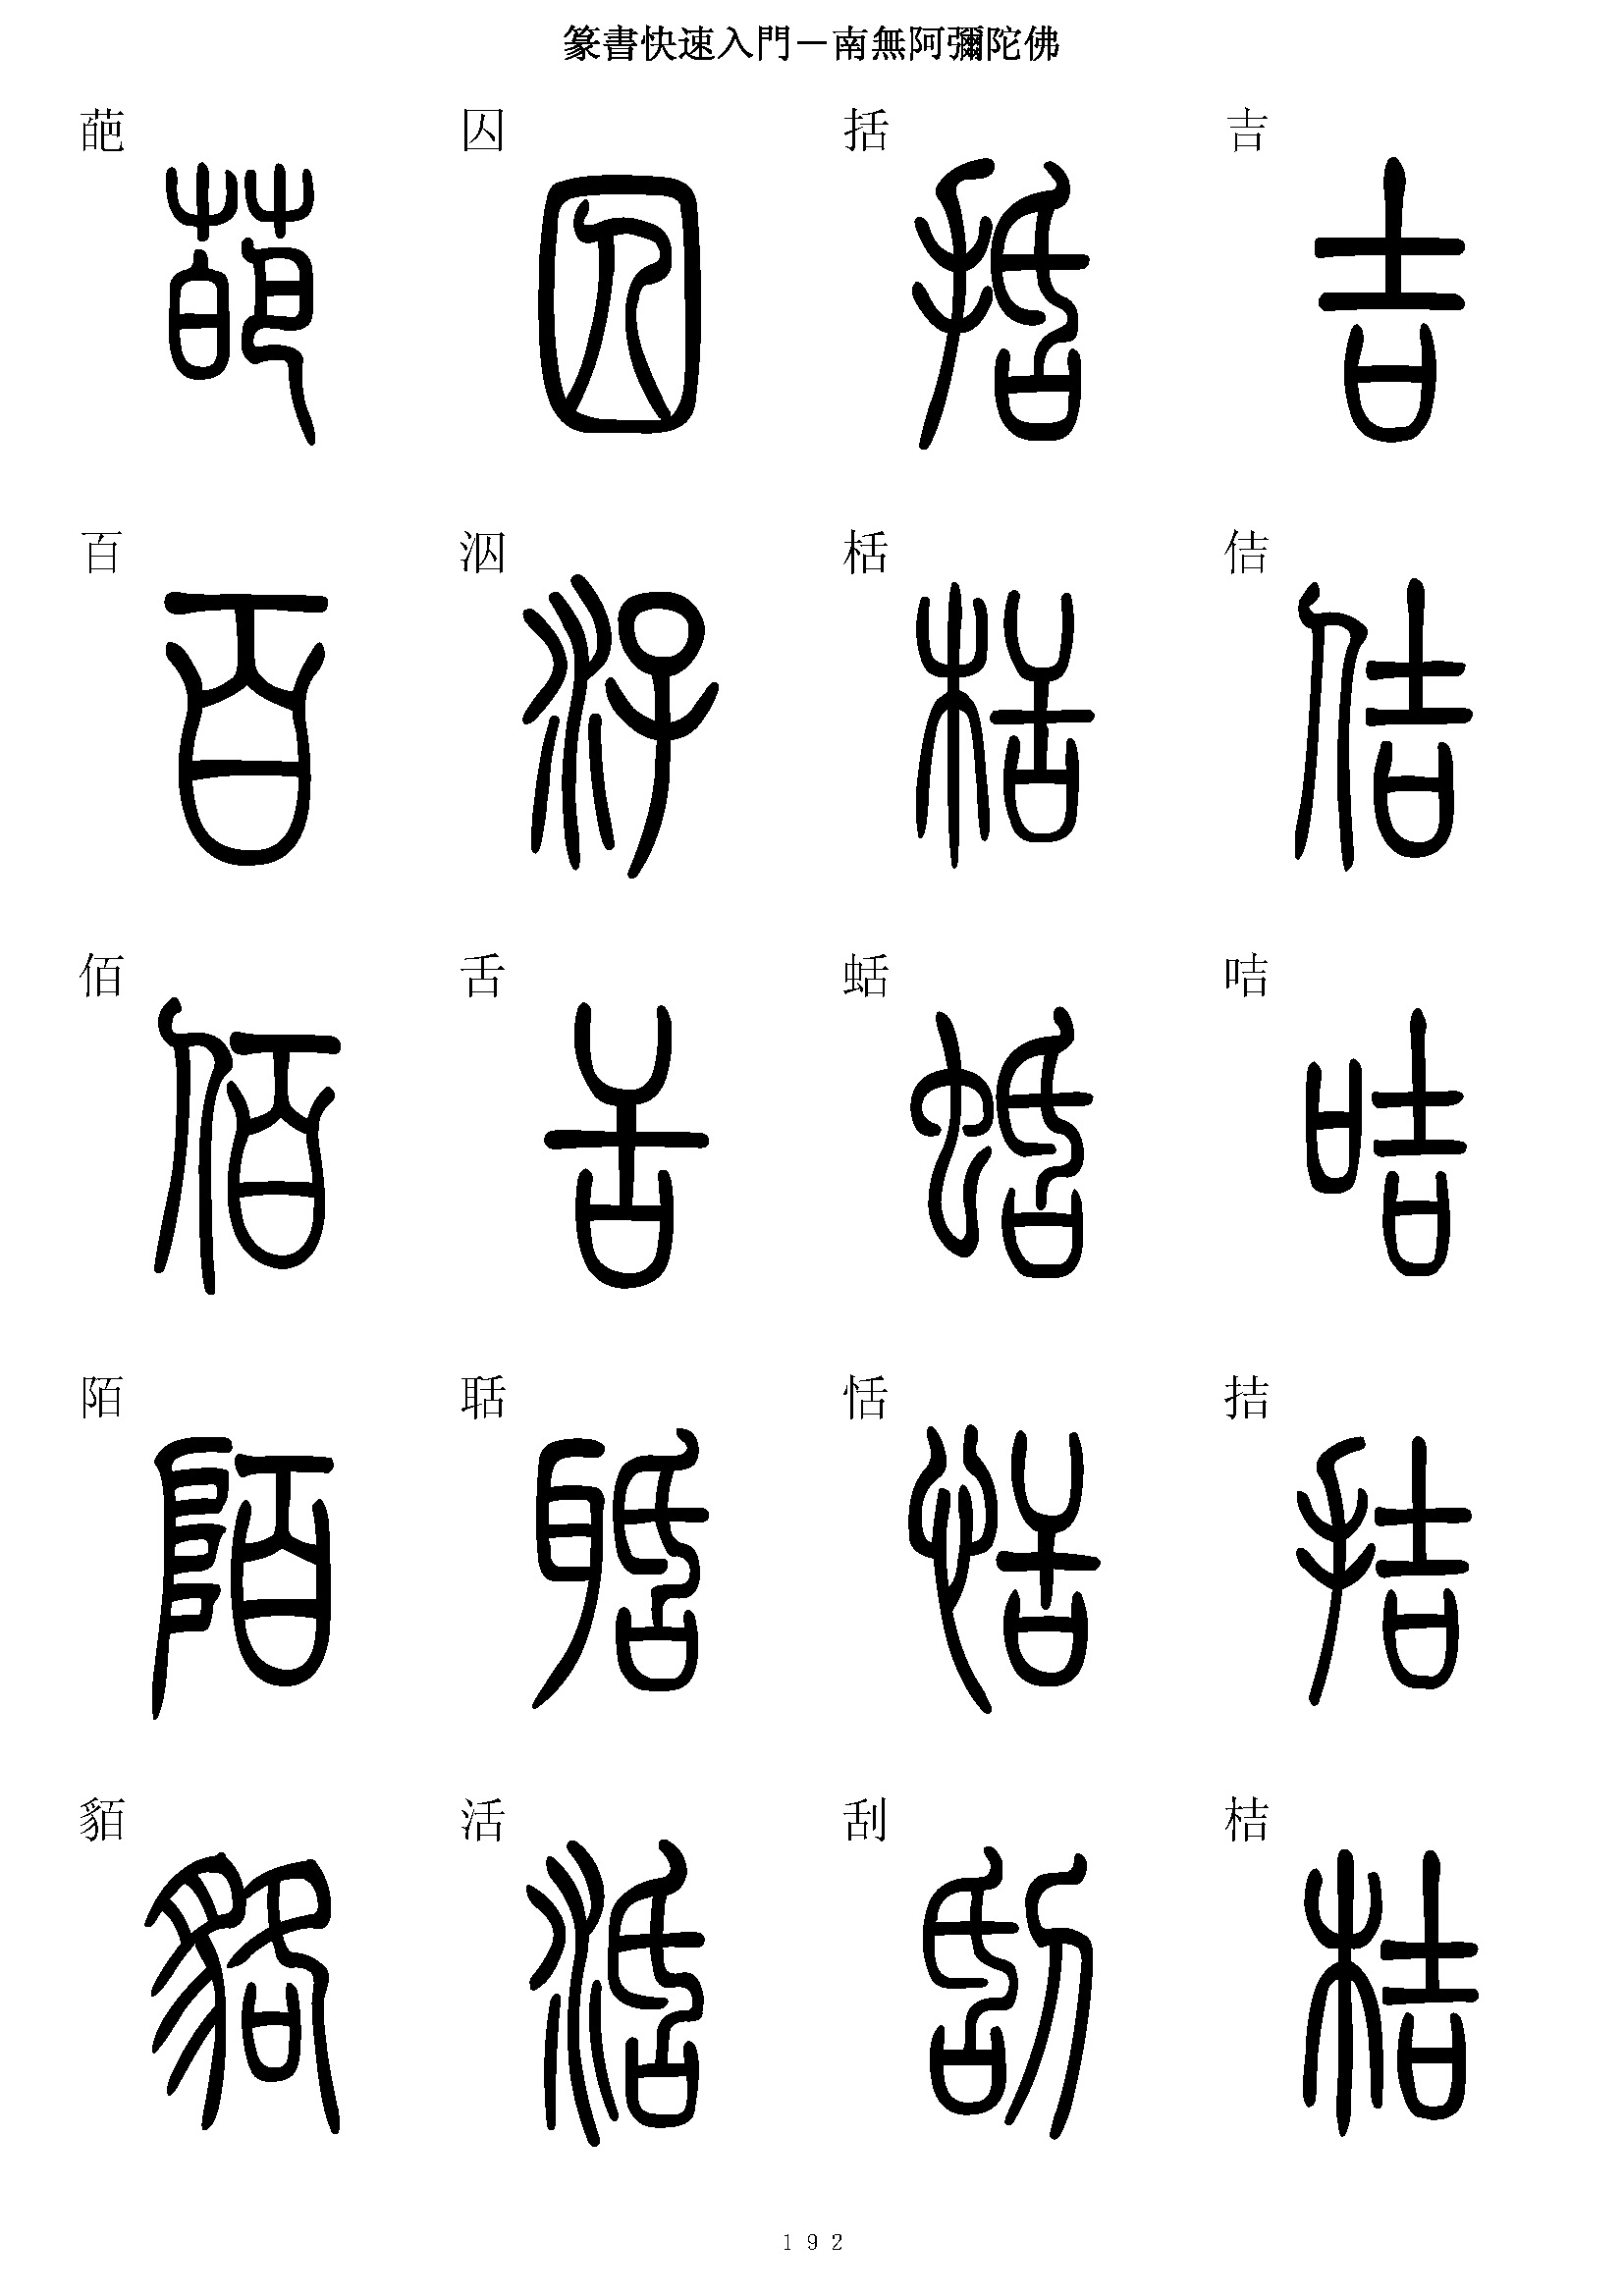 篆書快速入門－南無阿彌陀佛
葩 囚 括 吉
百 泅 栝 佶
佰 舌 蛞 咭
陌 聒 恬 拮
貊 活 刮 桔
192